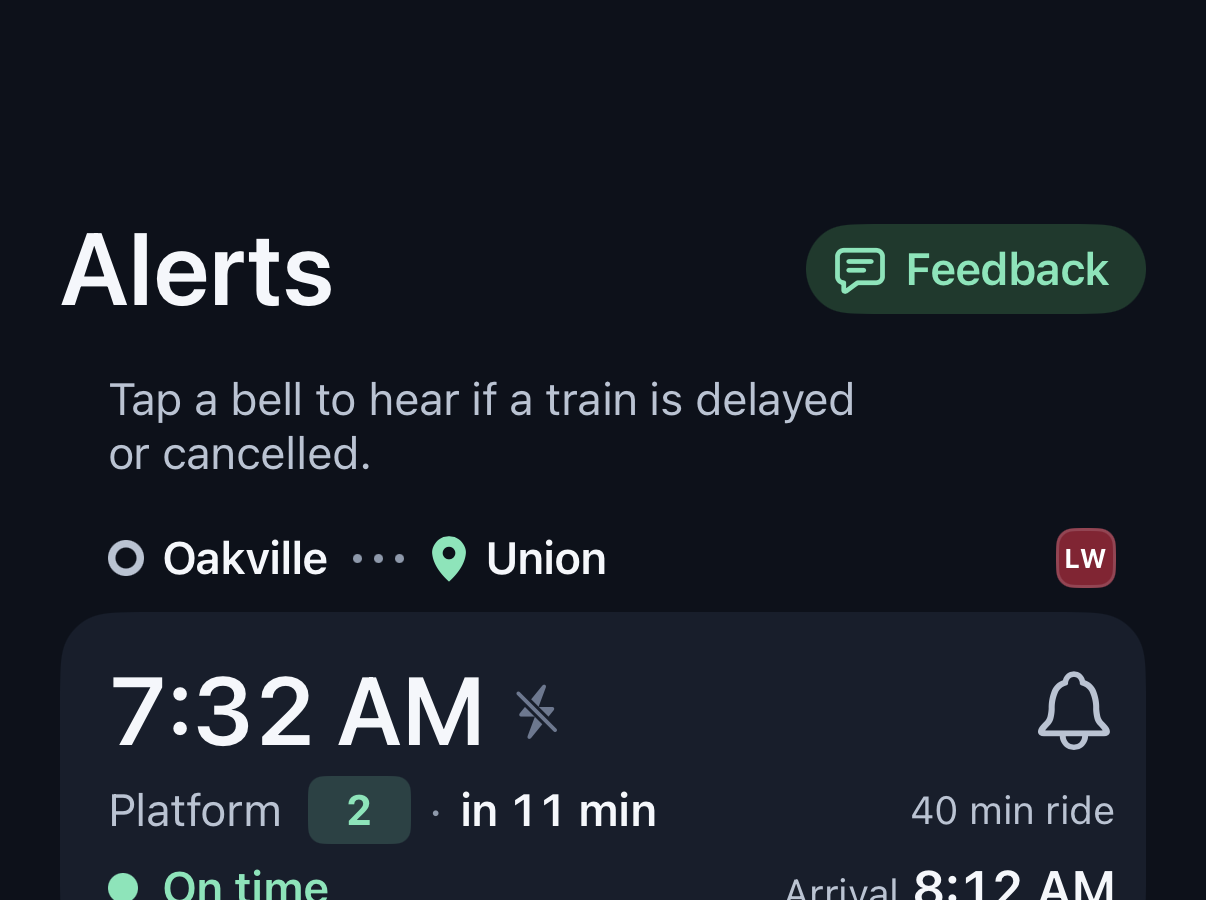 Alerts
Feedback
Tap a bell to hear if a train is delayed
or cancelled.
Oakville ··· Union LW
7:32 AM
Platform 2 · in 11 min 40 min ride
On time Arrival 8:12 AM